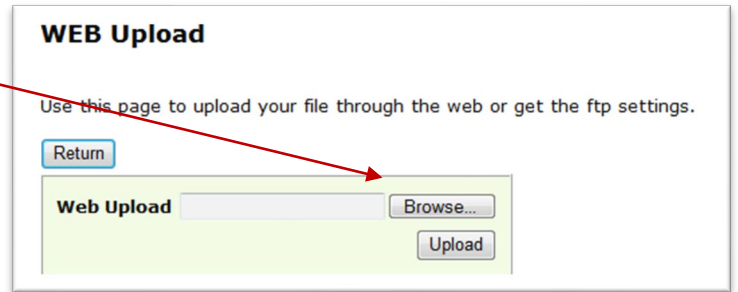 WEB Upload
Use this page to upload your file through the web or get the ftp settings.
Return
Web Upload Browse...
Upload